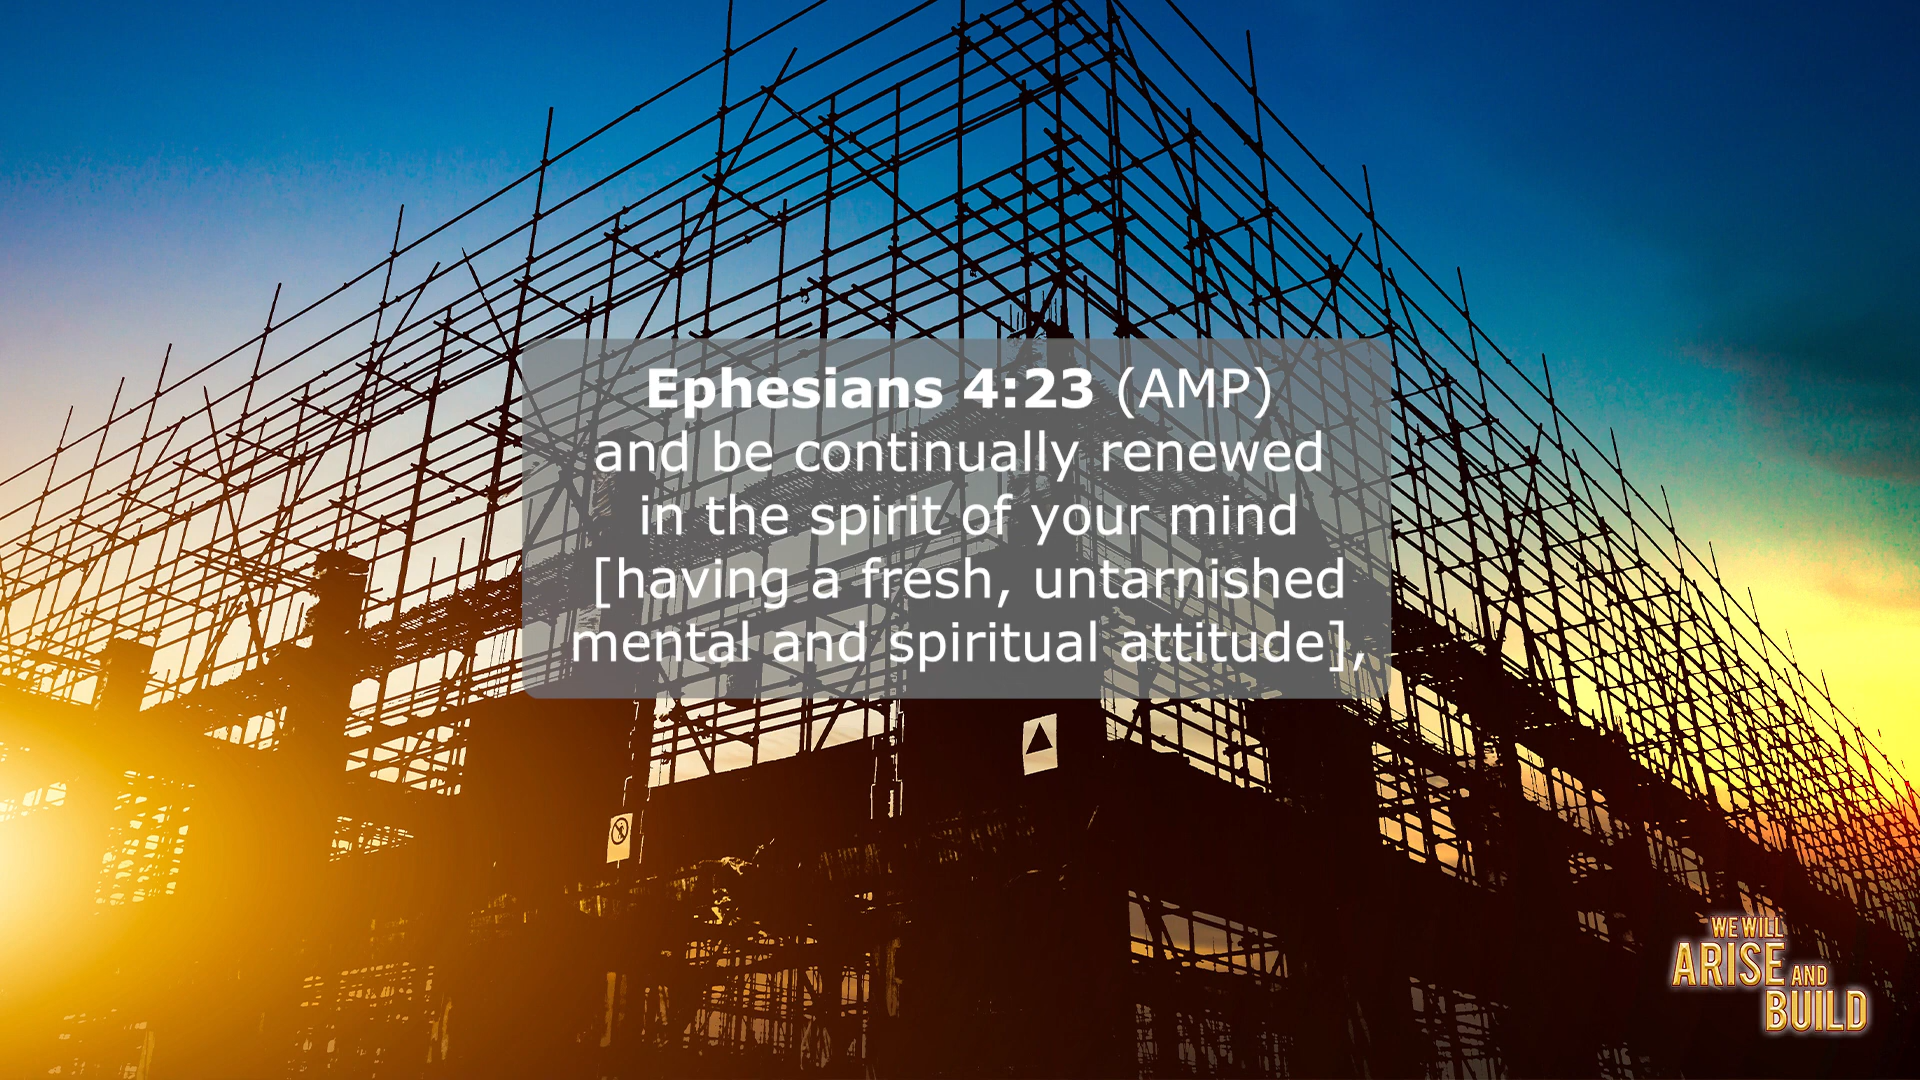 Ephesians 4:23 (AMP)
and be continually renewed
in the spirit of your mind
[having a fresh, untarnished
mental and spiritual attitude],
WE WILL
ARISE AND
BUILD